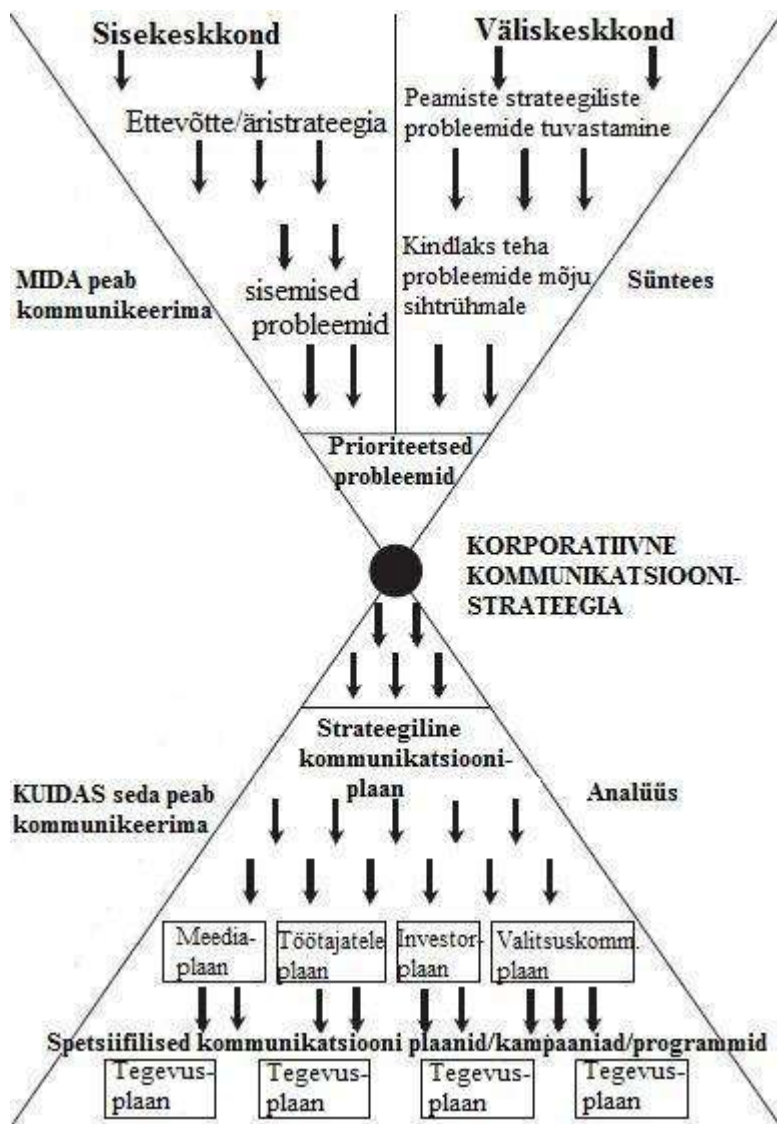 Sisekeskkond
Väliskeskkond
Ettevõtte/äristrateegia
Peamiste strateegiliste
probleemide tuvastamine
MIDA peab
kommunikeerima
sisemised
probleemid
Kindlaks teha
probleemide mõju
sihtrühmale
Süntees
Prioriteetsed
probleemid
KORPORATIIVNE
KOMMUNIKATSIOONI-
STRATEEGIA
Strateegiline
kommunikatsiooni-
plaan
KUIDAS seda peab
kommunikeerima
Analüüs
Meedia-
plaan
Töötajatele
plaan
Investor-
plaan
Valitsuskomm.
plaan
Spetsiifilised kommunikatsiooni plaanid/kampaaniad/programmid
Tegevus-
plaan
Tegevus-
plaan
Tegevus-
plaan
Tegevus-
plaan